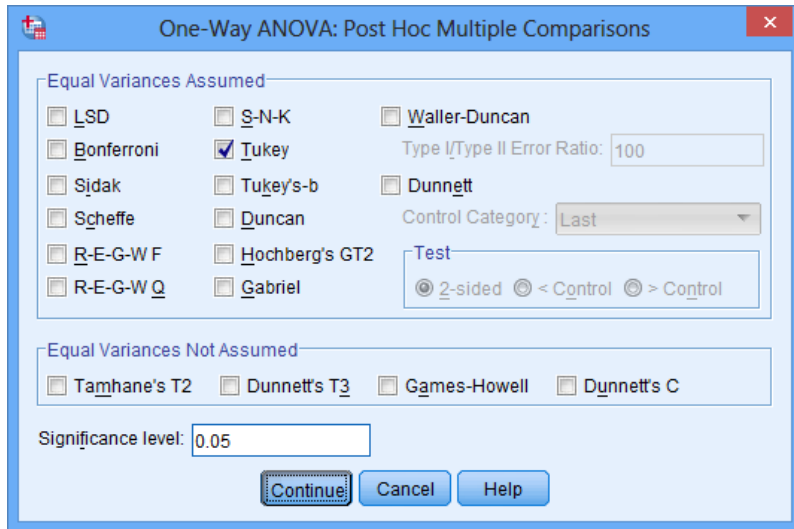 One-Way ANOVA: Post Hoc Multiple Comparisons
Equal Variances Assumed
LSD
S-N-K
Waller-Duncan
Bonferroni
Tukey
Type I/Type II Error Ratio: 100
Sidak
Tukey's-b
Dunnett
Scheffe
Duncan
Control Category : Last
R-E-G-W F
Hochberg's GT2
Test
R-E-G-W Q
Gabriel
2-sided < Control > Control
Equal Variances Not Assumed
Tamhane's T2 Dunnett's T3 Games-Howell Dunnett's C
Significance level: 0.05
Continue Cancel Help